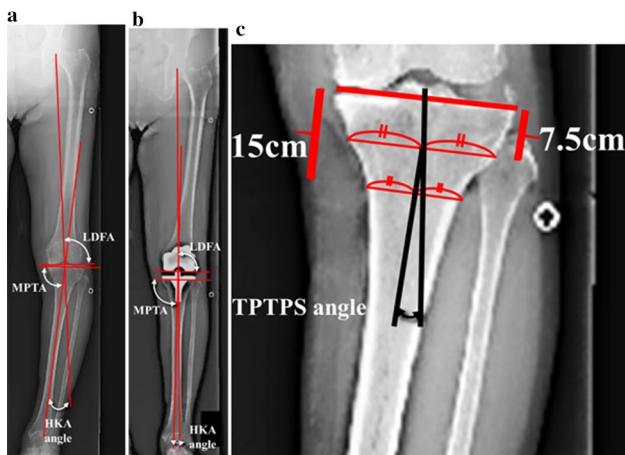 a
LDFA
MPTA
HKA
angle
b
LDFA
MPTA
HKA
angle
c
15cm
7.5cm
TPTPS angle